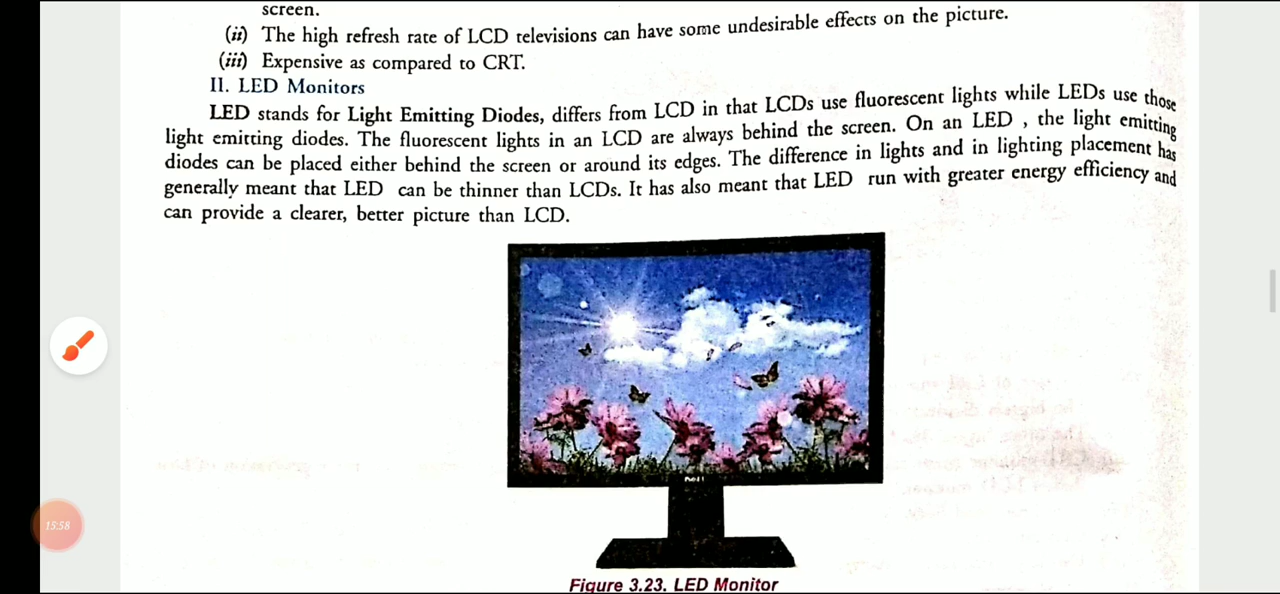 screen.
(ii) The high refresh rate of LCD televisions can have some undesirable effects on the picture.
(iii) Expensive as compared to CRT.
II. LED Monitors
LED stands for Light Emitting Diodes, differs from LCD in that LCDs use fluorescent lights while LEDs use those
light emitting diodes. The fluorescent lights in an LCD are always behind the screen. On an LED , the light emitting
diodes can be placed either behind the screen or around its edges. The difference in lights and in lighting placement has
generally meant that LED can be thinner than LCDs. It has also meant that LED run with greater energy efficiency and
can provide a clearer, better picture than LCD.
15:58
Figure 3.23. LED Monitor